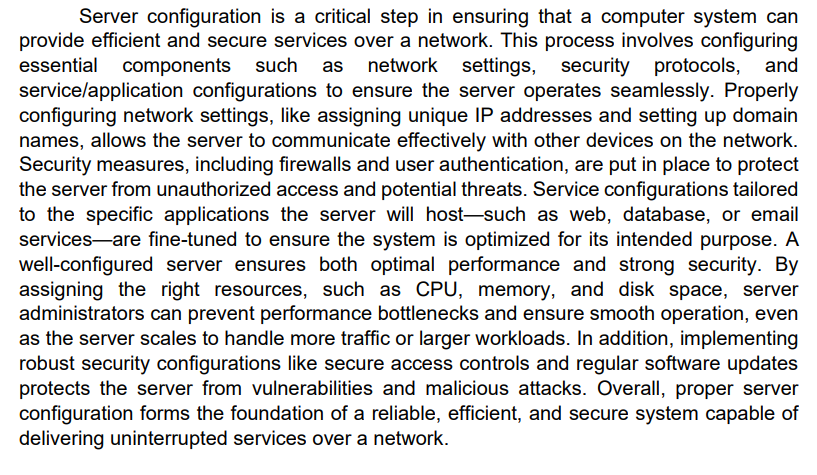 Server configuration is a critical step in ensuring that a computer system can
provide efficient and secure services over a network. This process involves configuring
essential components such as network settings, security protocols, and
service/application configurations to ensure the server operates seamlessly. Properly
configuring network settings, like assigning unique IP addresses and setting up domain
names, allows the server to communicate effectively with other devices on the network.
Security measures, including firewalls and user authentication, are put in place to protect
the server from unauthorized access and potential threats. Service configurations tailored
to the specific applications the server will host—such as web, database, or email
services—are fine-tuned to ensure the system is optimized for its intended purpose. A
well-configured server ensures both optimal performance and strong security. By
assigning the right resources, such as CPU, memory, and disk space, server
administrators can prevent performance bottlenecks and ensure smooth operation, even
as the server scales to handle more traffic or larger workloads. In addition, implementing
robust security configurations like secure access controls and regular software updates
protects the server from vulnerabilities and malicious attacks. Overall, proper server
configuration forms the foundation of a reliable, efficient, and secure system capable of
delivering uninterrupted services over a network.